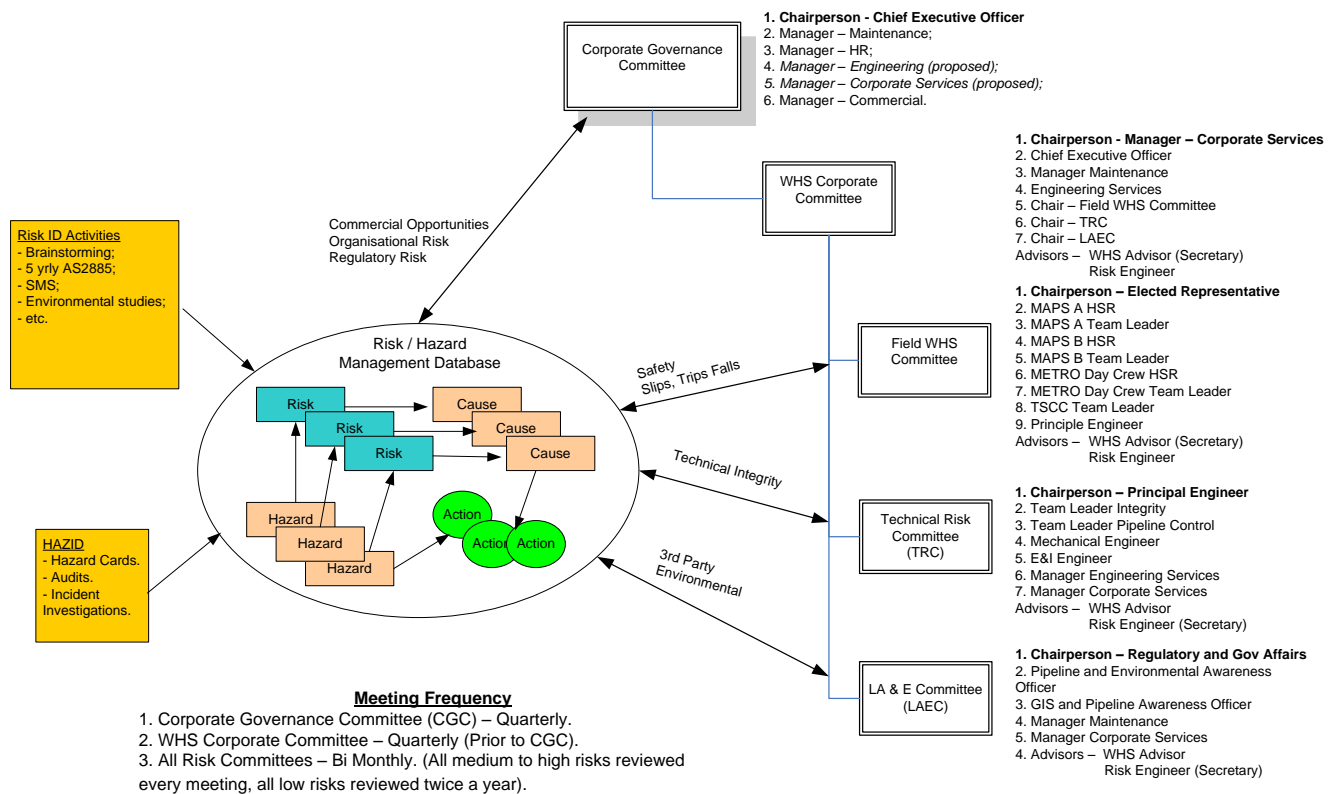 Corporate Governance
Committee
1. Chairperson - Chief Executive Officer
2. Manager – Maintenance;
3. Manager – HR;
4. Manager – Engineering (proposed);
5. Manager – Corporate Services (proposed);
6. Manager – Commercial.
WHS Corporate
Committee
1. Chairperson - Manager – Corporate Services
2. Chief Executive Officer
3. Manager Maintenance
4. Engineering Services
5. Chair – Field WHS Committee
6. Chair – TRC
7. Chair – LAEC
Advisors – WHS Advisor (Secretary)
Risk Engineer
Commercial Opportunities
Organisational Risk
Regulatory Risk
Risk ID Activities
- Brainstorming;
- 5 yrly AS2885;
- SMS;
- Environmental studies;
- etc.
Field WHS
Committee
1. Chairperson – Elected Representative
2. MAPS A HSR
3. MAPS A Team Leader
4. MAPS B HSR
5. MAPS B Team Leader
6. METRO Day Crew HSR
7. METRO Day Crew Team Leader
8. TSCC Team Leader
9. Principle Engineer
Advisors – WHS Advisor (Secretary)
Risk Engineer
Risk / Hazard
Management Database
Risk
Risk
Risk
Cause
Cause
Cause
Hazard
Hazard
Hazard
Action
Action
Action
Safety
Slips, Trips Falls
Technical Integrity
3rd Party
Environmental
HAZID
- Hazard Cards.
- Audits.
- Incident
Investigations.
Technical Risk
Committee
(TRC)
1. Chairperson – Principal Engineer
2. Team Leader Integrity
3. Team Leader Pipeline Control
4. Mechanical Engineer
5. E&I Engineer
6. Manager Engineering Services
7. Manager Corporate Services
Advisors – WHS Advisor
Risk Engineer (Secretary)
LA & E Committee
(LAEC)
1. Chairperson – Regulatory and Gov Affairs
2. Pipeline and Environmental Awareness
Officer
3. GIS and Pipeline Awareness Officer
4. Manager Maintenance
5. Manager Corporate Services
4. Advisors – WHS Advisor
Risk Engineer (Secretary)
Meeting Frequency
1. Corporate Governance Committee (CGC) – Quarterly.
2. WHS Corporate Committee – Quarterly (Prior to CGC).
3. All Risk Committees – Bi Monthly. (All medium to high risks reviewed
every meeting, all low risks reviewed twice a year).